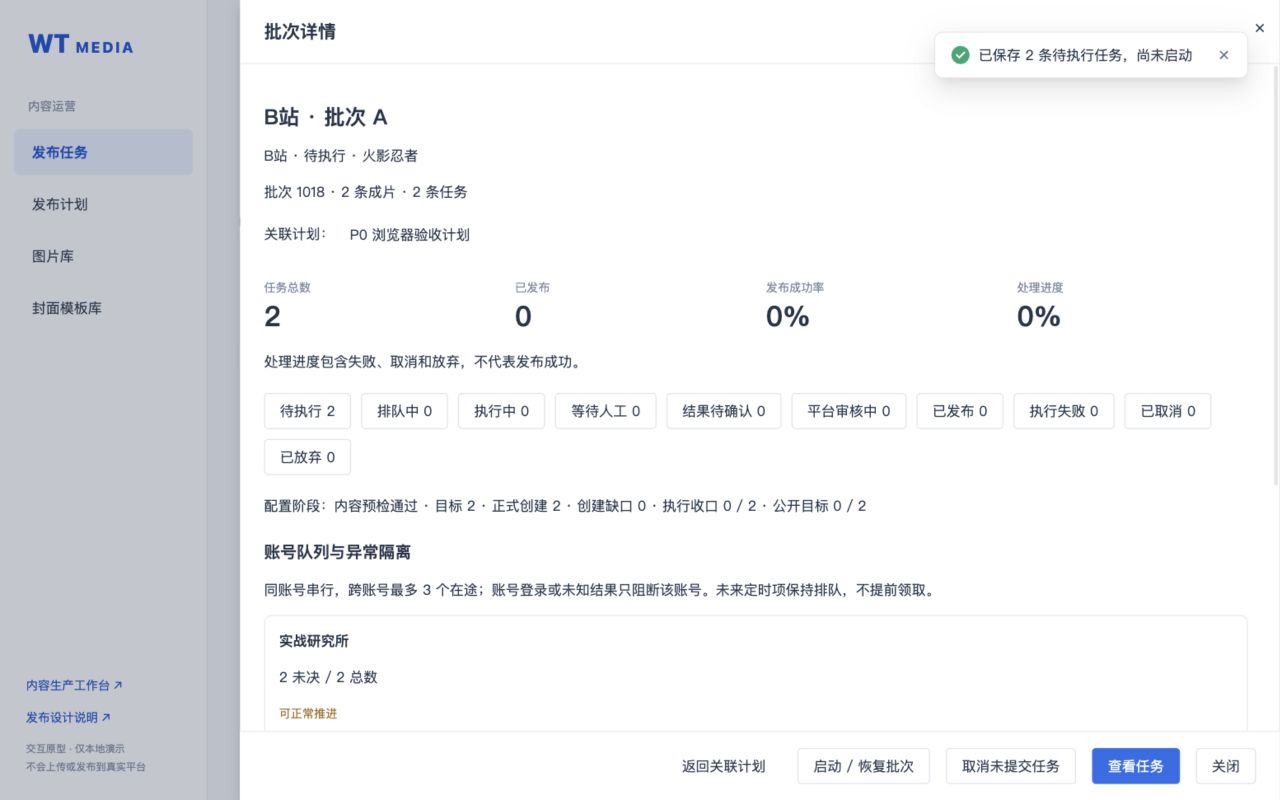 WT MEDIA
内容运营
发布任务
发布计划
图片库
封面模板库
内容生产工作台 ↗
发布设计说明 ↗
交互原型 · 仅本地演示
不会上传或发布到真实平台
批次详情
×
已保存 2 条待执行任务，尚未启动 ×
B站 · 批次 A
B站 · 待执行 · 火影忍者
批次 1018 · 2 条成片 · 2 条任务
关联计划： P0 浏览器验收计划
任务总数 已发布 发布成功率 处理进度
2 0 0% 0%
处理进度包含失败、取消和放弃，不代表发布成功。
待执行 2 排队中 0 执行中 0 等待人工 0 结果待确认 0 平台审核中 0 已发布 0 执行失败 0 已取消 0
已放弃 0
配置阶段：内容预检通过 · 目标 2 · 正式创建 2 · 创建缺口 0 · 执行收口 0 / 2 · 公开目标 0 / 2
账号队列与异常隔离
同账号串行，跨账号最多 3 个在途；账号登录或未知结果只阻断该账号。未来定时项保持排队，不提前领取。
实战研究所
2 未决 / 2 总数
可正常推进
返回关联计划 启动 / 恢复批次 取消未提交任务 查看任务 关闭